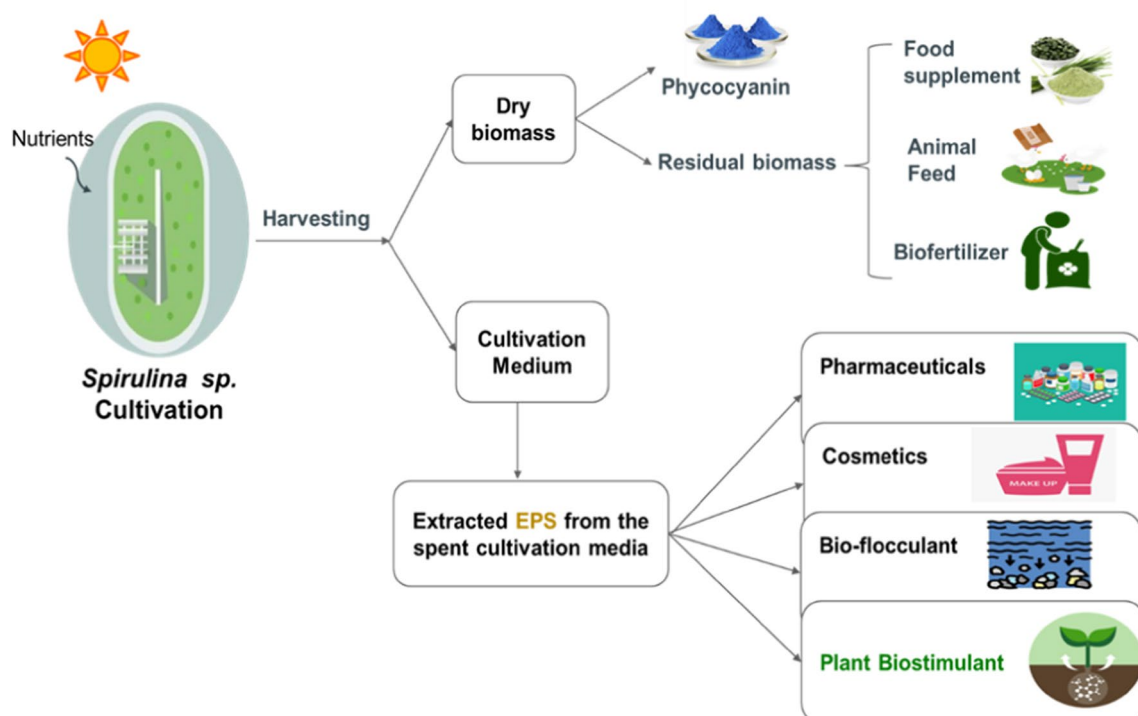 Nutrients
Spirulina sp.
Cultivation
Harvesting
Dry
biomass
Phycocyanin
Residual biomass
Food
supplement
Animal
Feed
Biofertilizer
Cultivation
Medium
Extracted EPS from the
spent cultivation media
Pharmaceuticals
Cosmetics
MAKE UP
Bio-flocculant
Plant Biostimulant